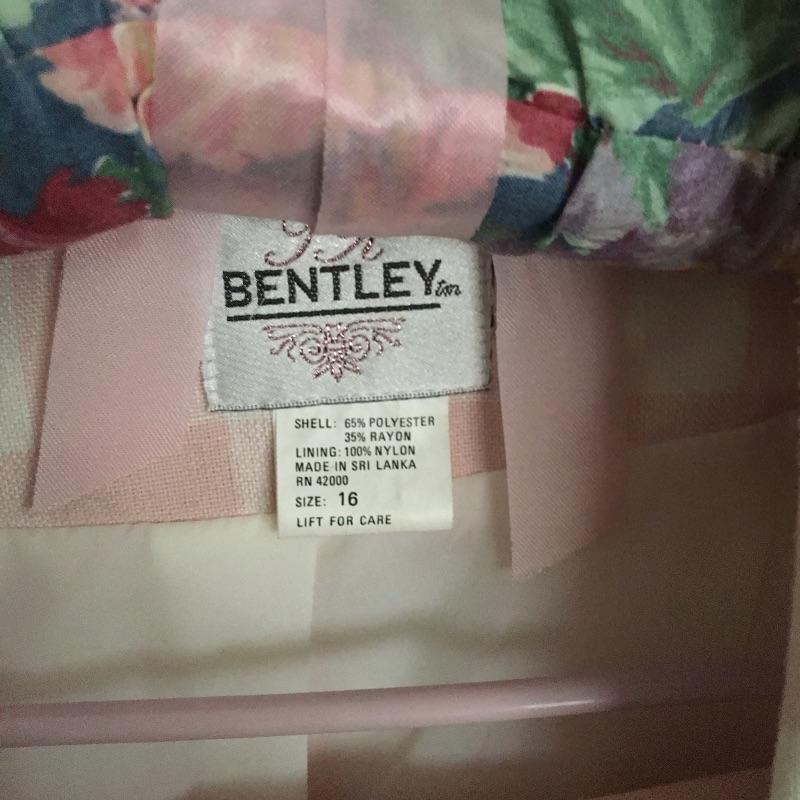 J.R.
BENTLEY tm
SHELL: 65% POLYESTER
35% RAYON
LINING: 100% NYLON
MADE IN SRI LANKA
RN 42000
SIZE: 16
LIFT FOR CARE